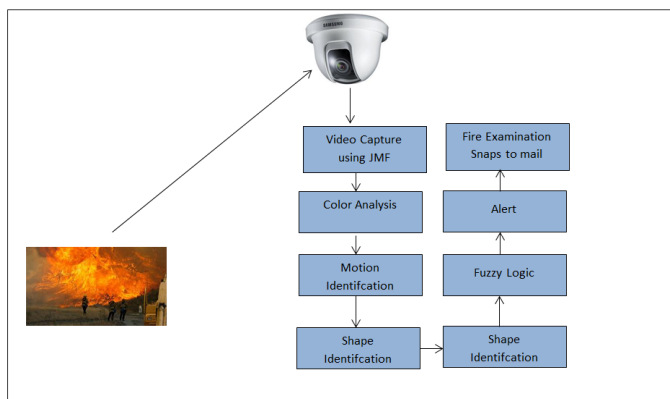 SAMSUNG
Video Capture
using JMF
Color Analysis
Motion
Identifcation
Shape
Identifcation
Shape
Identifcation
Fuzzy Logic
Alert
Fire Examination
Snaps to mail